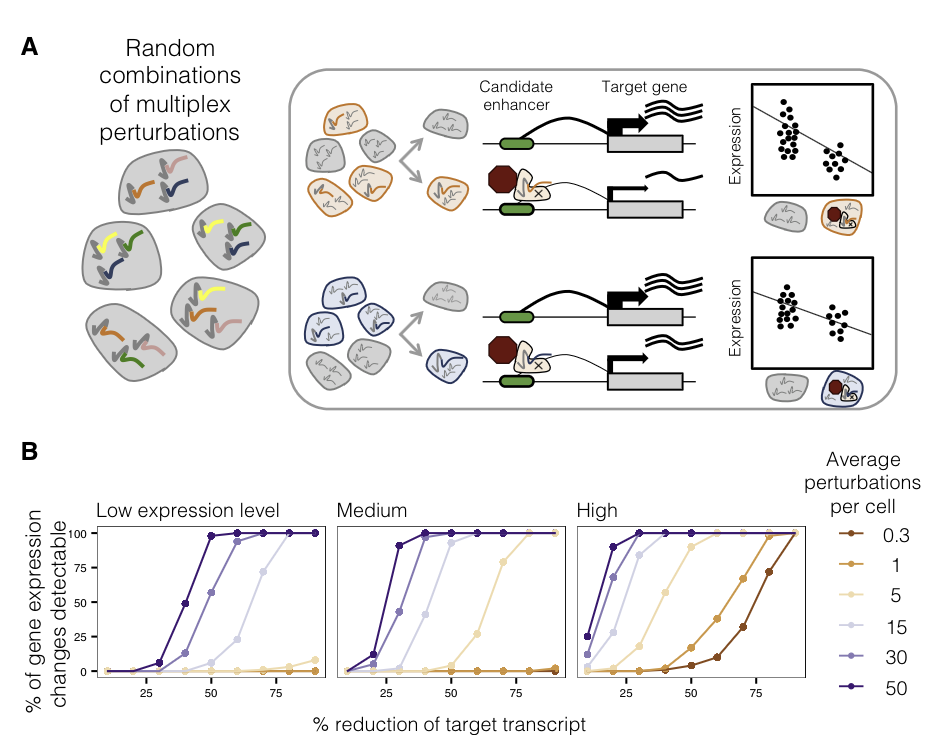 A
Random
combinations
of multiplex
perturbations
Candidate
enhancer
Target gene
Expression
Expression
B
Low expression level
Medium
High
% of gene expression
changes detectable
100
75
50
25
0
25
50
75
25
50
75
25
50
75
% reduction of target transcript
Average
perturbations
per cell
0.3
1
5
15
30
50